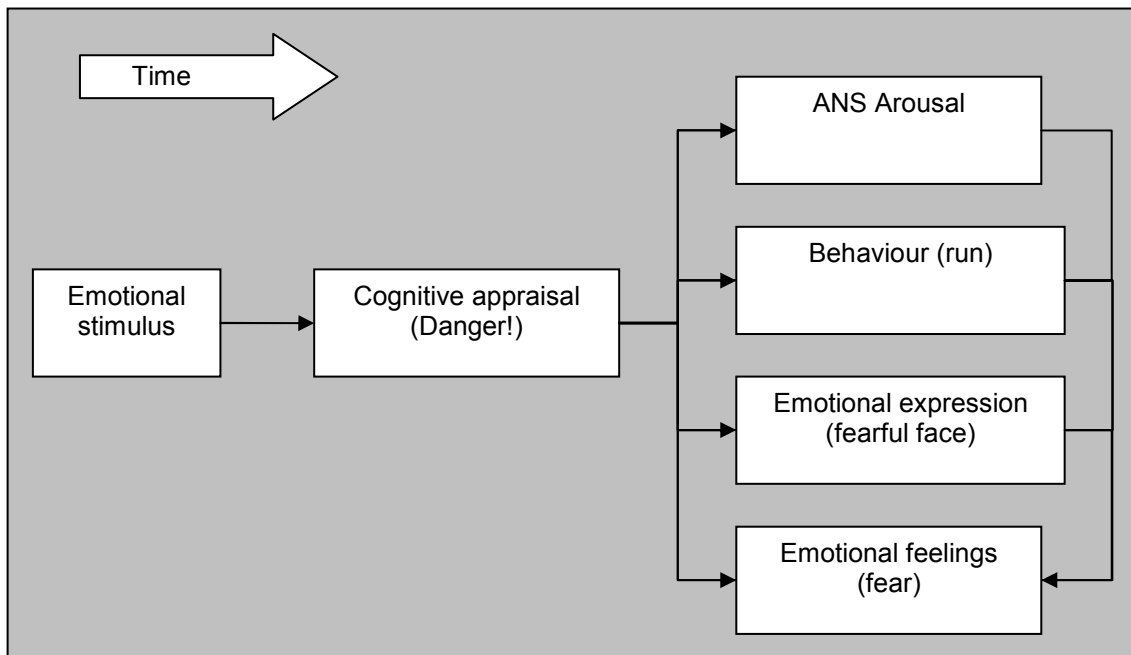 Time
ANS Arousal
Behaviour (run)
Emotional
stimulus
Cognitive appraisal
(Danger!)
Emotional expression
(fearful face)
Emotional feelings
(fear)